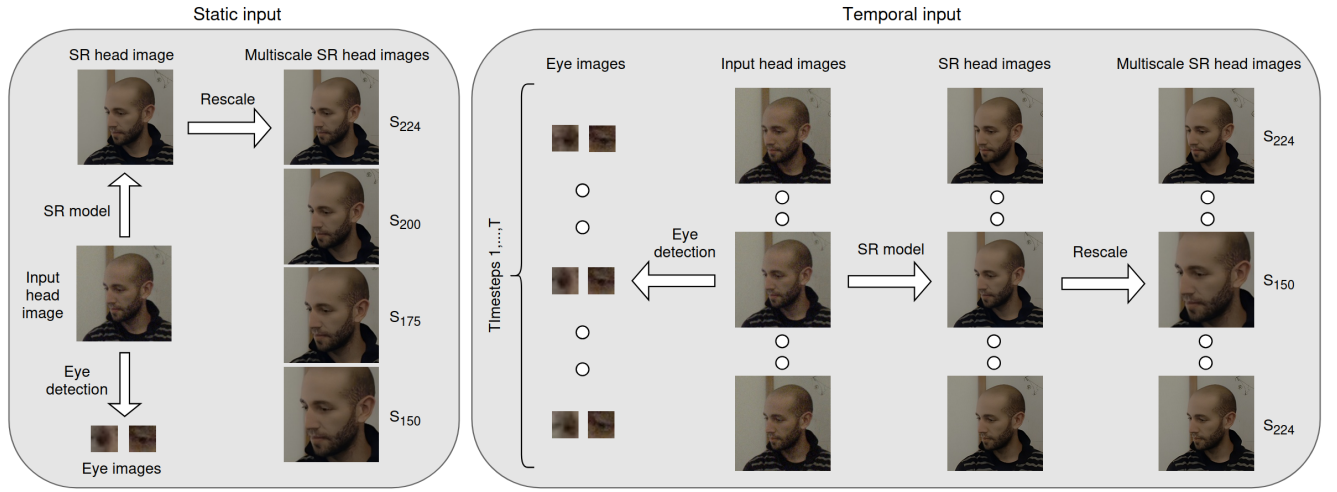 Static input
SR head image
Multiscale SR head images
Rescale
S224
SR model
S200
Input
head
image
S175
Eye
detection
S150
Eye images
Temporal input
Eye images
Input head images
SR head images
Multiscale SR head images
S224
TImesteps 1,...,T
Eye
detection
SR model
Rescale
S150
S224